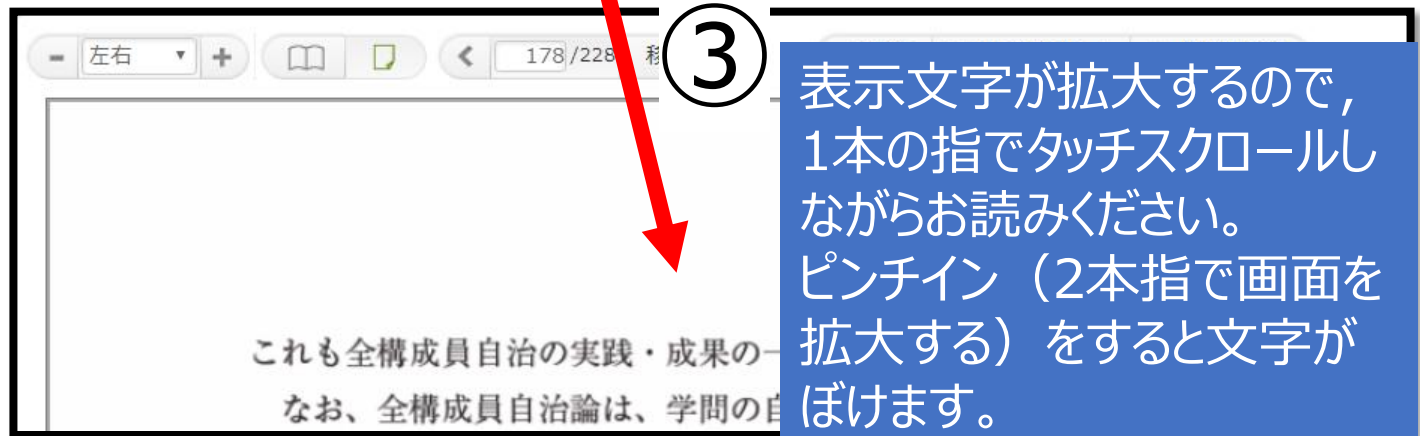 ③
- 左右 ▼ +
178 /228
表示文字が拡大するので,
1本の指でタッチスクロールし
ながらお読みください。
ピンチイン（2本指で画面を
拡大する）をすると文字が
ぼけます。
これも全構成員自治の実践・成果の一
なお、全構成員自治論は、学問の自